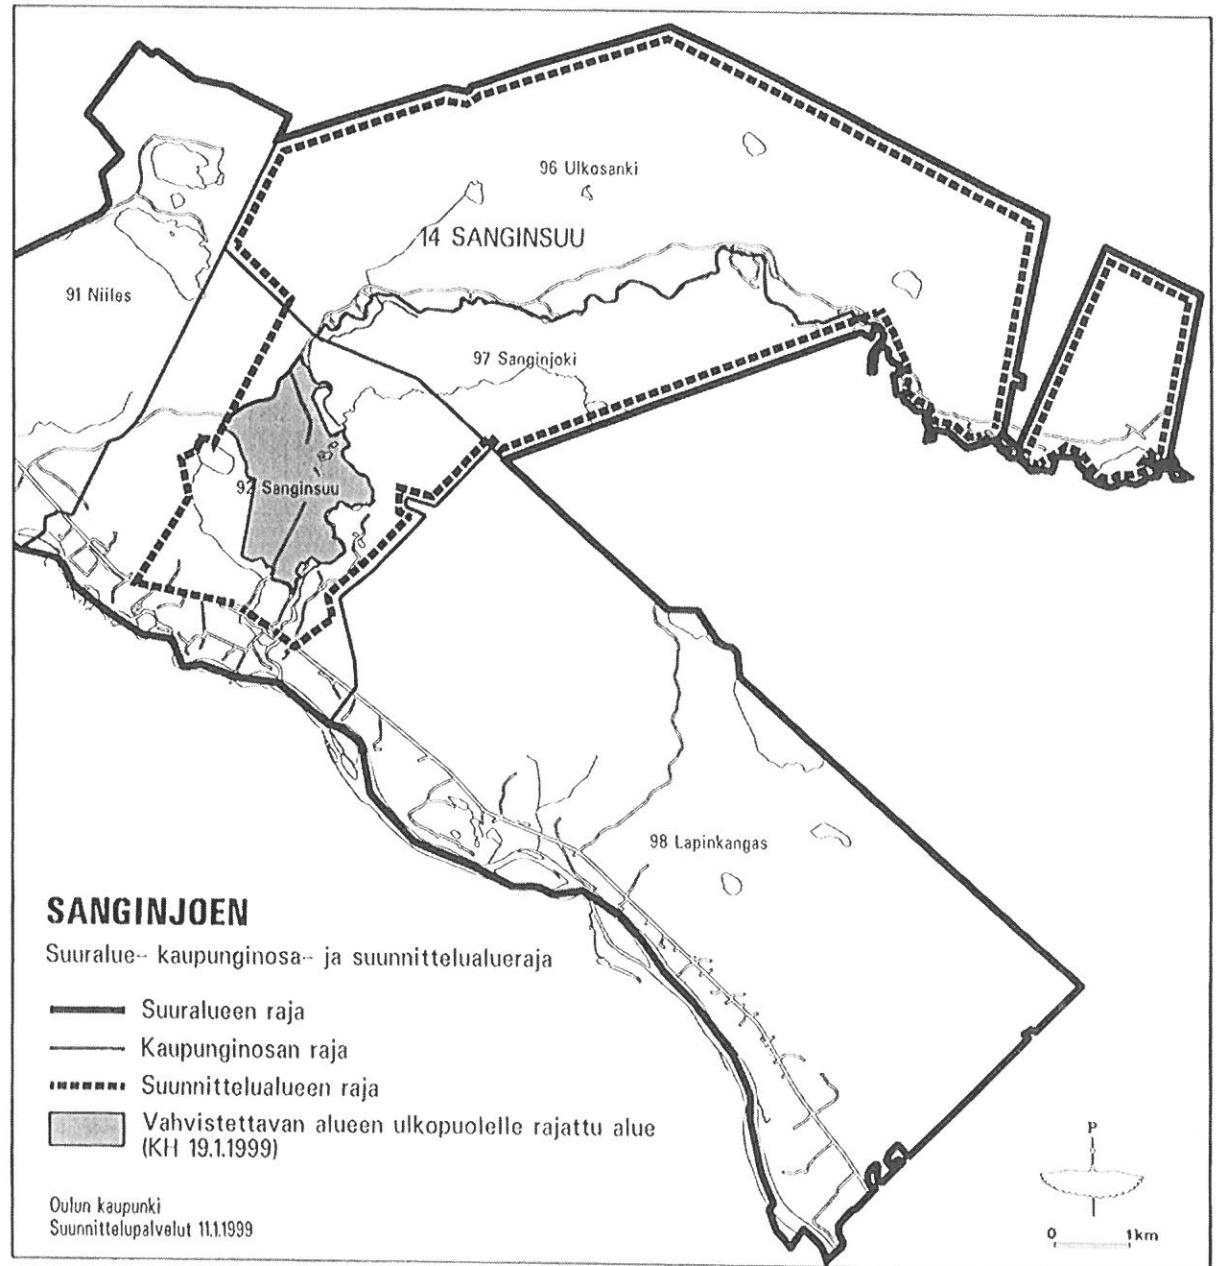 96 Ulkosanki
14 SANGINSUU
91 Niiles
97 Sanginjoki
92 Sanginsuu
98 Lapinkangas
SANGINJOEN
Suuralue- kaupunginosa- ja suunnittelualueraja
Suuralueen raja
Kaupunginosan raja
Suunnittelualueen raja
Vahvistettavan alueen ulkopuolelle rajattu alue
(KH 19.1.1999)
Oulun kaupunki
Suunnittelupalvelut 11.1.1999
P
0 1km